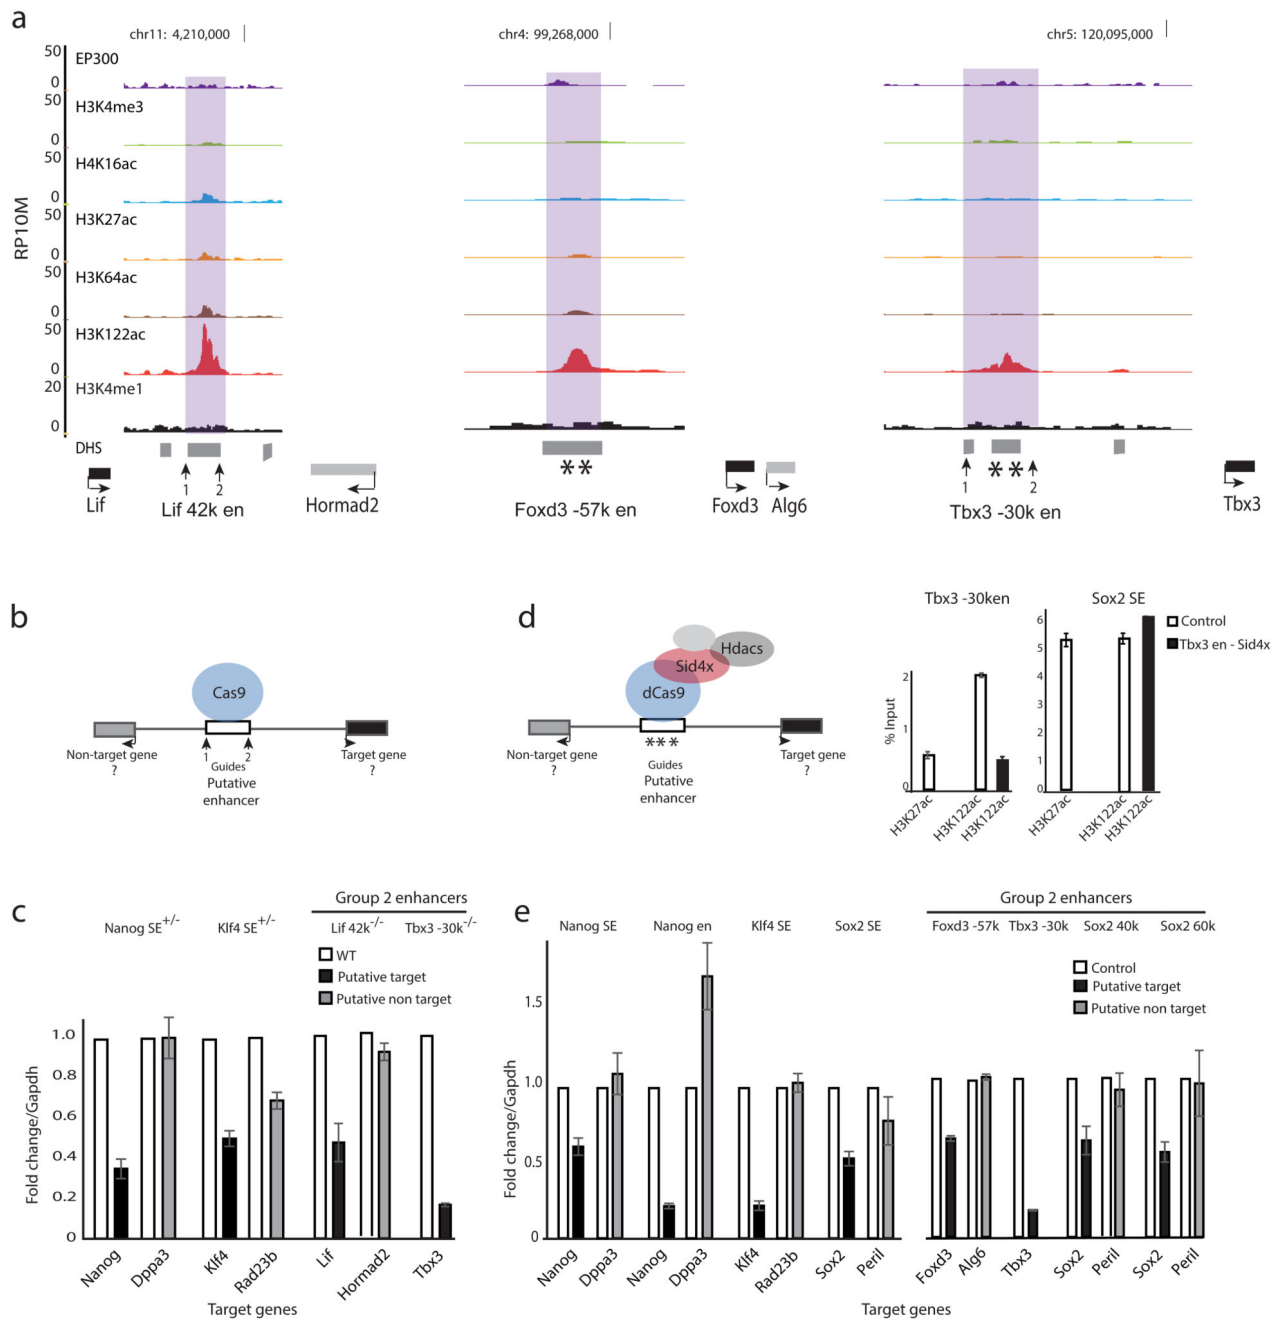 a
chr11: 4,210,000
chr4: 99,268,000
chr5: 120,095,000
RP10M
50
EP300
0
50
H3K4me3
0
50
H4K16ac
0
50
H3K27ac
0
50
H3K64ac
0
50
H3K122ac
0
20
H3K4me1
0
DHS
**
* *
1 2
1 2
Lif
Lif 42k en
Hormad2
Foxd3 -57k en
Foxd3
Alg6
Tbx3 -30k en
Tbx3
b
Cas9
Non-target gene
?
1 2
Guides
Putative
enhancer
Target gene
?
d
Hdacs
Sid4x
dCas9
Non-target gene
?
***
Guides
Putative
enhancer
Target gene
?
Tbx3 -30ken
Sox2 SE
Control
Tbx3 en - Sid4x
% Input
2
1
0
H3K27ac
H3K122ac
H3K122ac
6
5
4
3
2
1
0
H3K27ac
H3K122ac
H3K122ac
c
Group 2 enhancers
Nanog SE+/-
Klf4 SE+/-
Lif 42k-/-
Tbx3 -30k-/-
WT
Putative target
Putative non target
Fold change/Gapdh
1.0
0.8
0.6
0.4
0.2
0
Nanog
Dppa3
Klf4
Rad23b
Lif
Hormad2
Tbx3
Target genes
e
Group 2 enhancers
Nanog SE
Nanog en
Klf4 SE
Sox2 SE
Foxd3 -57k
Tbx3 -30k
Sox2 40k
Sox2 60k
Control
Putative target
Putative non target
Fold change/Gapdh
1.5
1.0
0.5
0
Nanog
Dppa3
Nanog
Dppa3
Klf4
Rad23b
Sox2
Peril
Foxd3
Alg6
Tbx3
Sox2
Peril
Sox2
Peril
Target genes